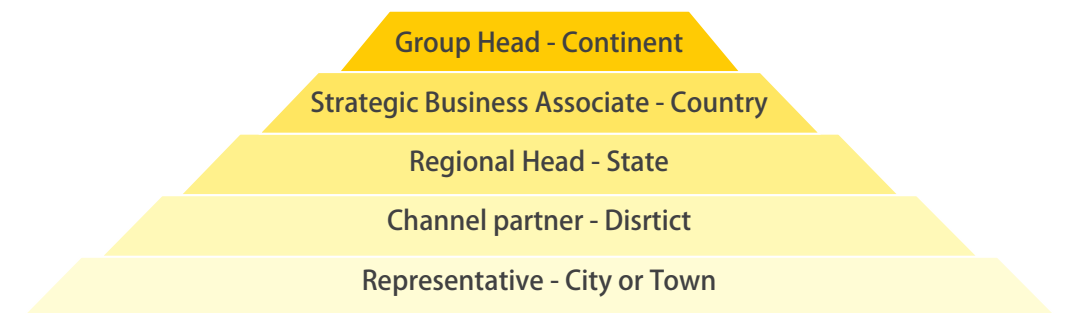 Group Head - Continent
Strategic Business Associate - Country
Regional Head - State
Channel partner - Disrtict
Representative - City or Town